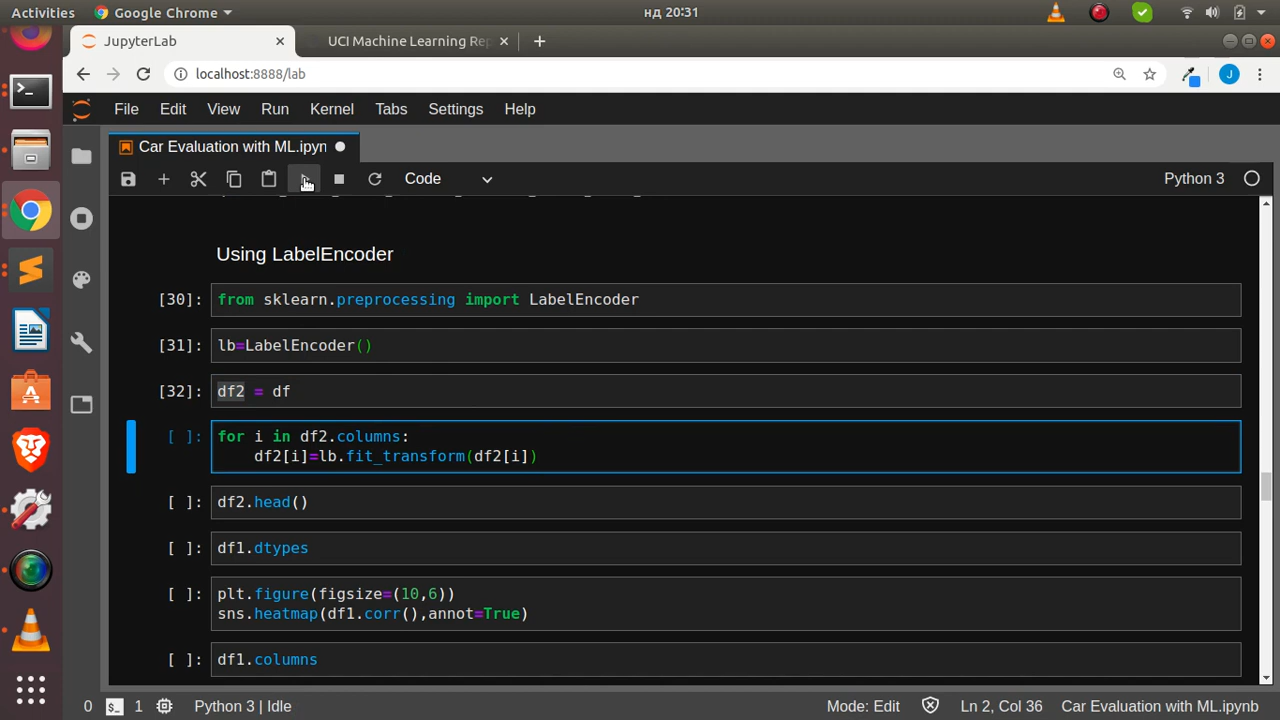 Activities
Google Chrome
нд 20:31
JupyterLab
UCI Machine Learning Rep
localhost:8888/lab
J
File Edit View Run Kernel Tabs Settings Help
Car Evaluation with ML.ipyn
Code
Python 3
Using LabelEncoder
[30]: from sklearn.preprocessing import LabelEncoder
[31]: lb=LabelEncoder()
[32]: df2 = df
[ ]: for i in df2.columns:
df2[i]=lb.fit_transform(df2[i])
[ ]: df2.head()
[ ]: df1.dtypes
[ ]: plt.figure(figsize=(10,6))
sns.heatmap(df1.corr(),annot=True)
[ ]: df1.columns
0 $_ 1 Python 3 | Idle Mode: Edit Ln 2, Col 36 Car Evaluation with ML.ipynb